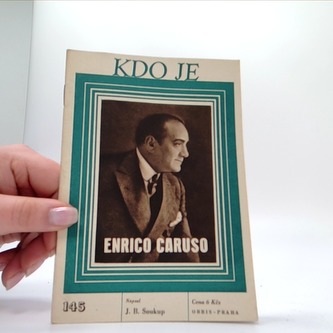 KDO JE
ENRICO CARUSO
145
Napsal
J. B. Soukup
Cena 6 Kčs
ORBIS - PRAHA